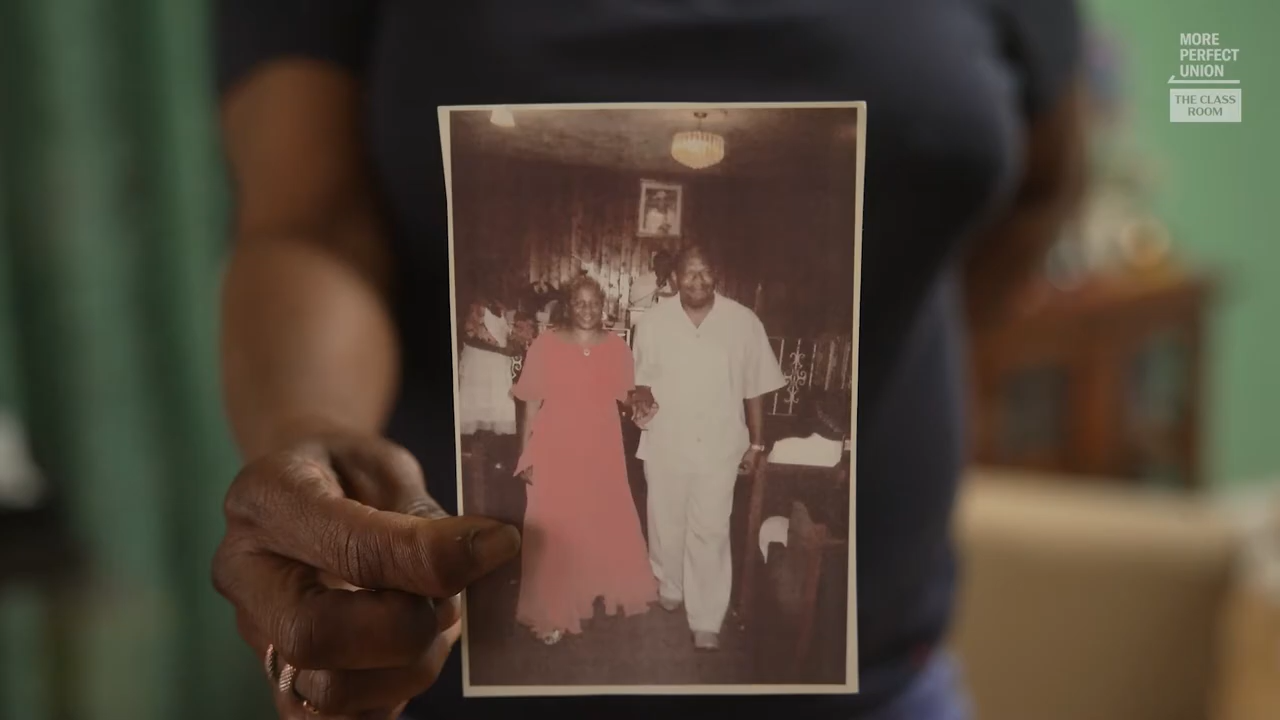 MORE
PERFECT
UNION
THE CLASS
ROOM